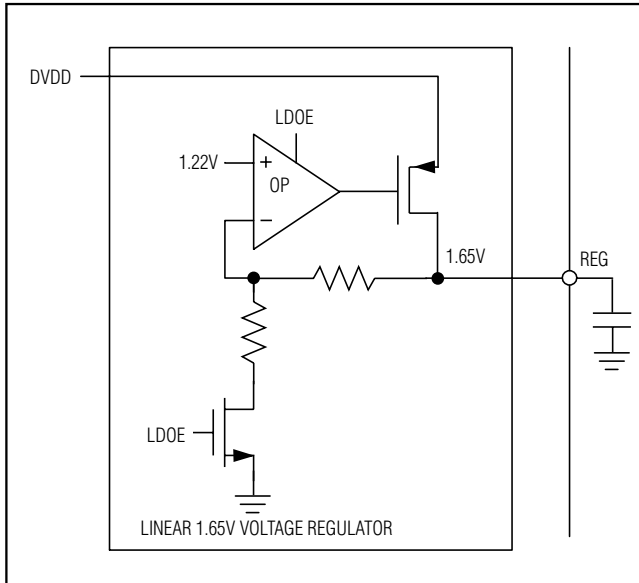 DVDD
LDOE
1.22V
+
OP
−
1.65V
REG
LDOE
LINEAR 1.65V VOLTAGE REGULATOR